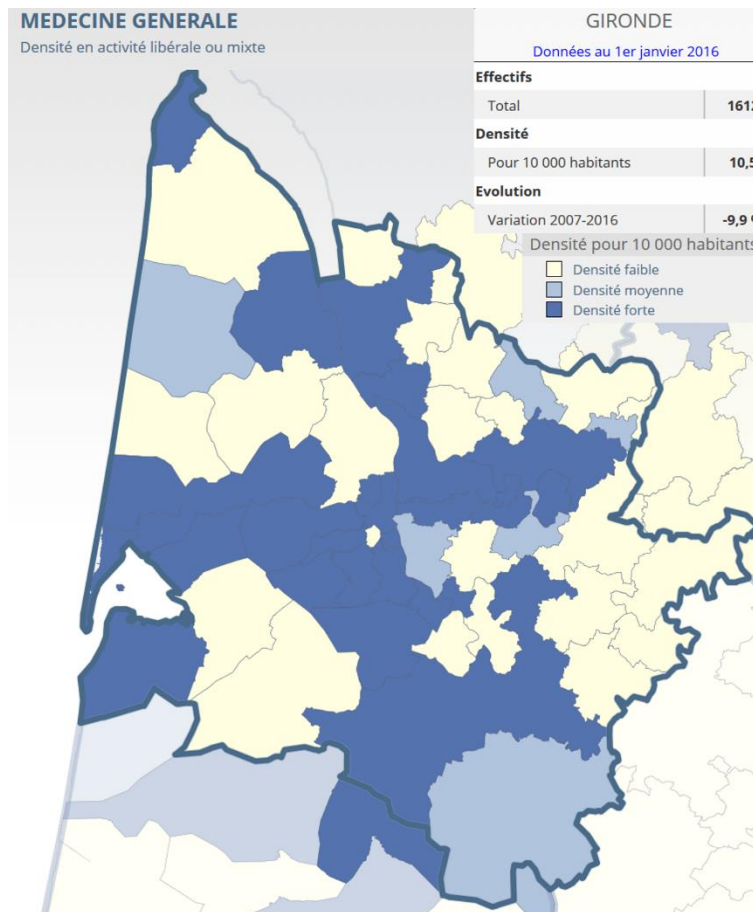 MEDECINE GENERALE
Densité en activité libérale ou mixte
GIRONDE
Données au 1er janvier 2016
Effectifs
Total 1612
Densité
Pour 10 000 habitants 10,5
Evolution
Variation 2007-2016 -9,9
Densité pour 10 000 habitants
Densité faible
Densité moyenne
Densité forte